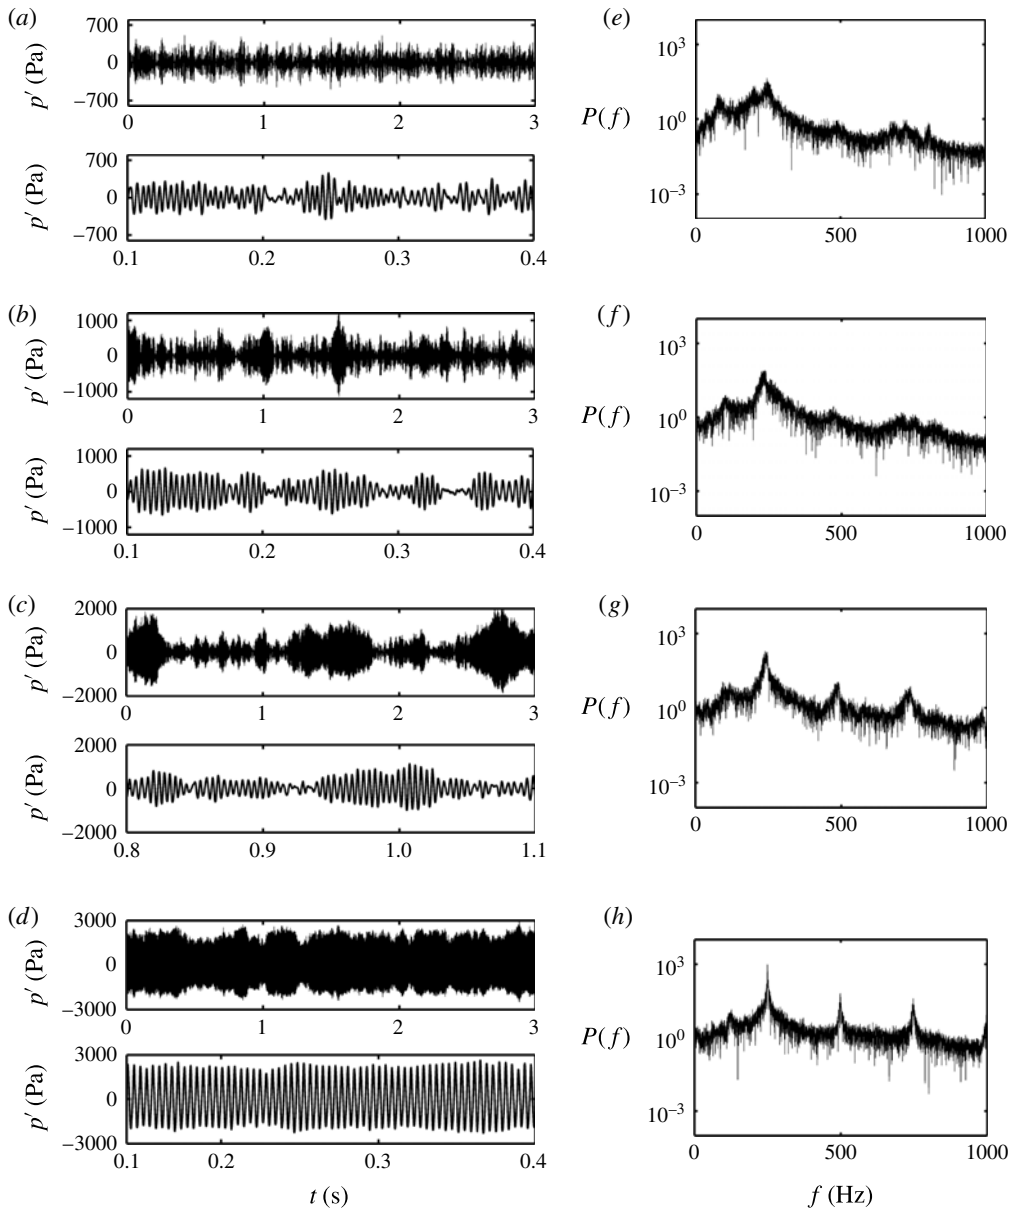 (a)
700
0
–700
p′ (Pa)
0 1 2 3
700
0
–700
p′ (Pa)
0.1 0.2 0.3 0.4
(e)
10³
10⁰
10⁻³
P(f)
0 500 1000
(b)
1000
0
–1000
p′ (Pa)
0 1 2 3
1000
0
–1000
p′ (Pa)
0.1 0.2 0.3 0.4
(f)
10³
10⁰
10⁻³
P(f)
0 500 1000
(c)
2000
0
–2000
p′ (Pa)
0 1 2 3
2000
0
–2000
p′ (Pa)
0.8 0.9 1.0 1.1
(g)
10³
10⁰
10⁻³
P(f)
0 500 1000
(d)
3000
0
–3000
p′ (Pa)
0 1 2 3
3000
0
–3000
p′ (Pa)
0.1 0.2 0.3 0.4
t (s)
(h)
10³
10⁰
10⁻³
P(f)
0 500 1000
f (Hz)